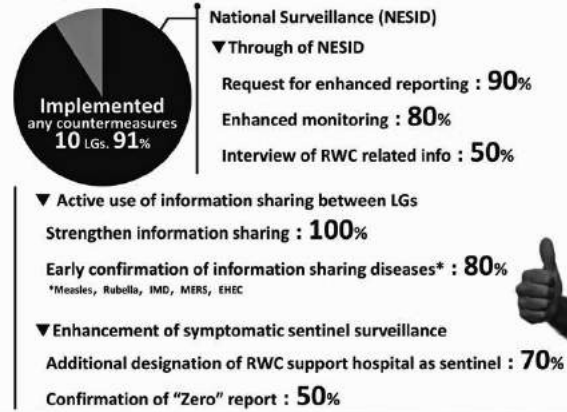 National Surveillance (NESID)
▼Through of NESID
Request for enhanced reporting : 90%
Enhanced monitoring : 80%
Interview of RWC related info : 50%
Implemented
any countermeasures
10 LGs. 91%
▼ Active use of information sharing between LGs
Strengthen information sharing : 100%
Early confirmation of information sharing diseases* : 80%
*Measles, Rubella, IMD, MERS, EHEC
▼Enhancement of symptomatic sentinel surveillance
Additional designation of RWC support hospital as sentinel : 70%
Confirmation of “Zero” report : 50%